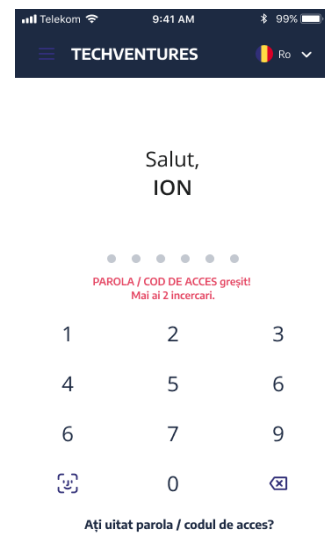 Telekom 9:41 AM 99%
TECHVENTURES Ro
Salut,
ION
PAROLA / COD DE ACCES greșit!
Mai ai 2 incercari.
1 2 3
4 5 6
6 7 9
0
Ați uitat parola / codul de acces?